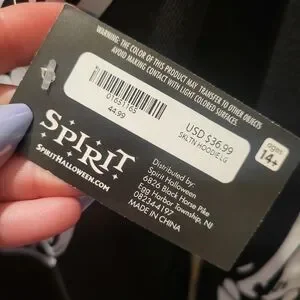 WARNING: THE COLOR OF THIS PRODUCT MAY TRANSFER TO OTHER OBJECTS
AVOID MAKING CONTACT WITH LIGHT COLORED SURFACES.
01651165
44.99
USD $36.99
SKLTN HOODIE LG
ages
14+
SPIRIT
SPIRITHALLOWEEN.COM
Distributed by:
Spirit Halloween
6826 Black Horse Pike
Egg Harbor Township, NJ
08234-4197
MADE IN CHINA